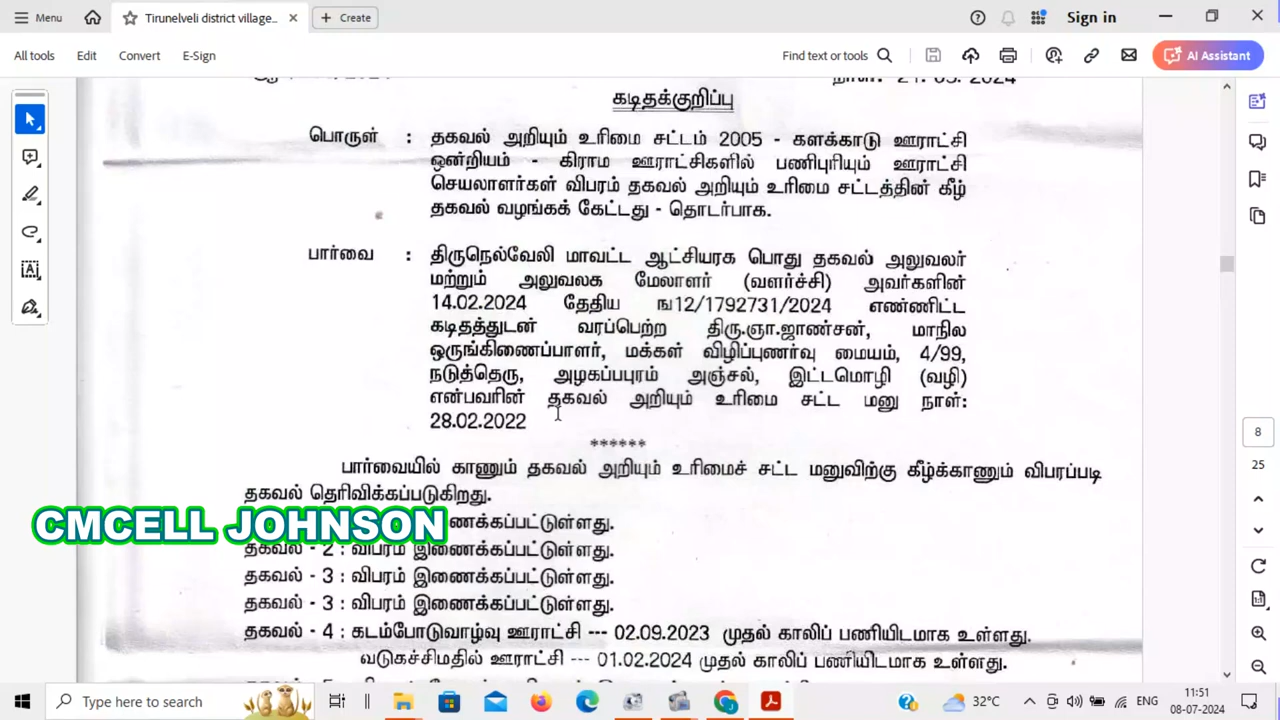 Menu
Tirunelveli district village...
Create
Sign in
All tools
Edit
Convert
E-Sign
Find text or tools
AI Assistant
நாள்: 21. 05. 2024
கடிதக்குறிப்பு
பொருள் : தகவல் அறியும் உரிமை சட்டம் 2005 - களக்காடு ஊராட்சி
ஒன்றியம் - கிராம ஊராட்சிகளில் பணிபுரியும் ஊராட்சி
செயலாளர்கள் விபரம் தகவல் அறியும் உரிமை சட்டத்தின் கீழ்
தகவல் வழங்கக் கேட்டது - தொடர்பாக.
பார்வை : திருநெல்வேலி மாவட்ட ஆட்சியரக பொது தகவல் அலுவலர்
மற்றும் அலுவலக மேலாளர் (வளர்ச்சி) அவர்களின்
14.02.2024 தேதிய ந12/1792731/2024 எண்ணிட்ட
கடிதத்துடன் வரப்பெற்ற திரு.ஞா.ஜாண்சன், மாநில
ஒருங்கிணைப்பாளர், மக்கள் விழிப்புணர்வு மையம், 4/99,
நடுத்தெரு, அழகப்பபுரம் அஞ்சல், இட்டமொழி (வழி)
என்பவரின் தகவல் அறியும் உரிமை சட்ட மனு நாள்:
28.02.2022
******
பார்வையில் காணும் தகவல் அறியும் உரிமைச் சட்ட மனுவிற்கு கீழ்க்காணும் விபரப்படி
தகவல் தெரிவிக்கப்படுகிறது.
CMCELL JOHNSON
ணைக்கப்பட்டுள்ளது.
தகவல் - 2 : விபரம் இணைக்கப்பட்டுள்ளது.
தகவல் - 3 : விபரம் இணைக்கப்பட்டுள்ளது.
தகவல் - 3 : விபரம் இணைக்கப்பட்டுள்ளது.
தகவல் - 4 : கடம்போடுவாழ்வு ஊராட்சி --- 02.09.2023 முதல் காலிப் பணியிடமாக உள்ளது.
வடுகச்சிமதில் ஊராட்சி --- 01.02.2024 முதல் காலிப் பணியிடமாக உள்ளது.
8
25
Type here to search
32°C
ENG
11:51
08-07-2024